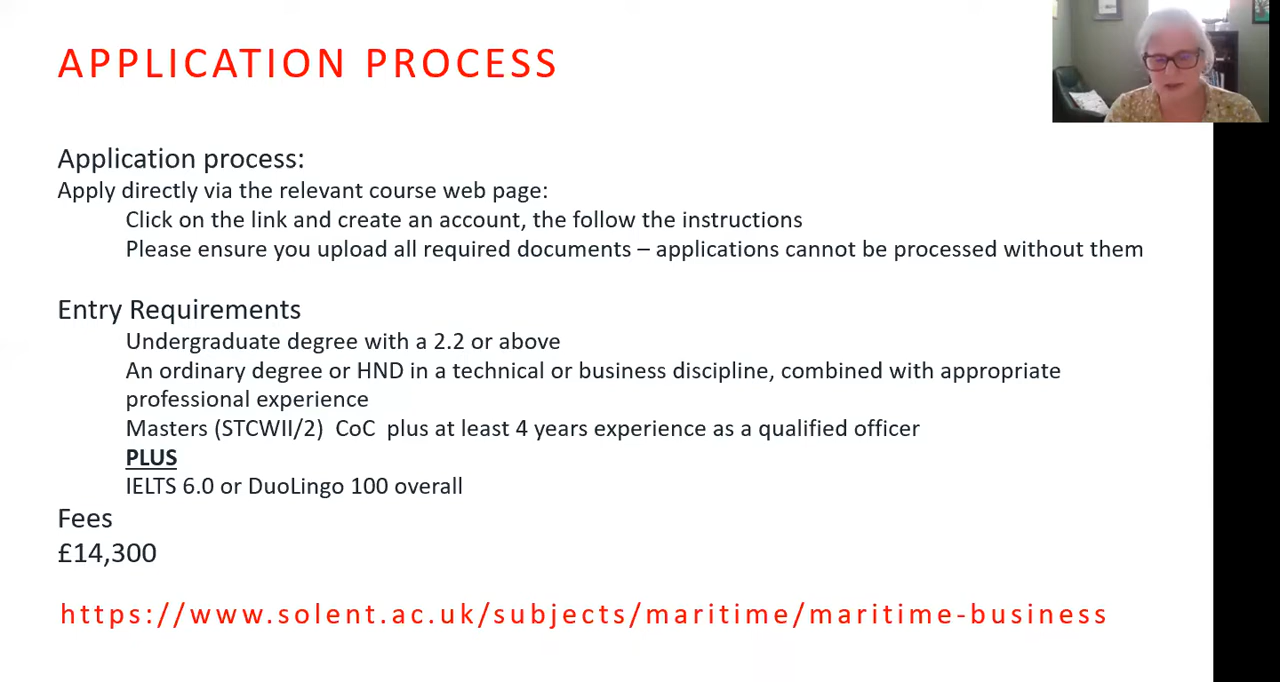 APPLICATION PROCESS
Application process:
Apply directly via the relevant course web page:
Click on the link and create an account, the follow the instructions
Please ensure you upload all required documents – applications cannot be processed without them
Entry Requirements
Undergraduate degree with a 2.2 or above
An ordinary degree or HND in a technical or business discipline, combined with appropriate
professional experience
Masters (STCWII/2) CoC plus at least 4 years experience as a qualified officer
PLUS
IELTS 6.0 or DuoLingo 100 overall
Fees
£14,300
https://www.solent.ac.uk/subjects/maritime/maritime-business